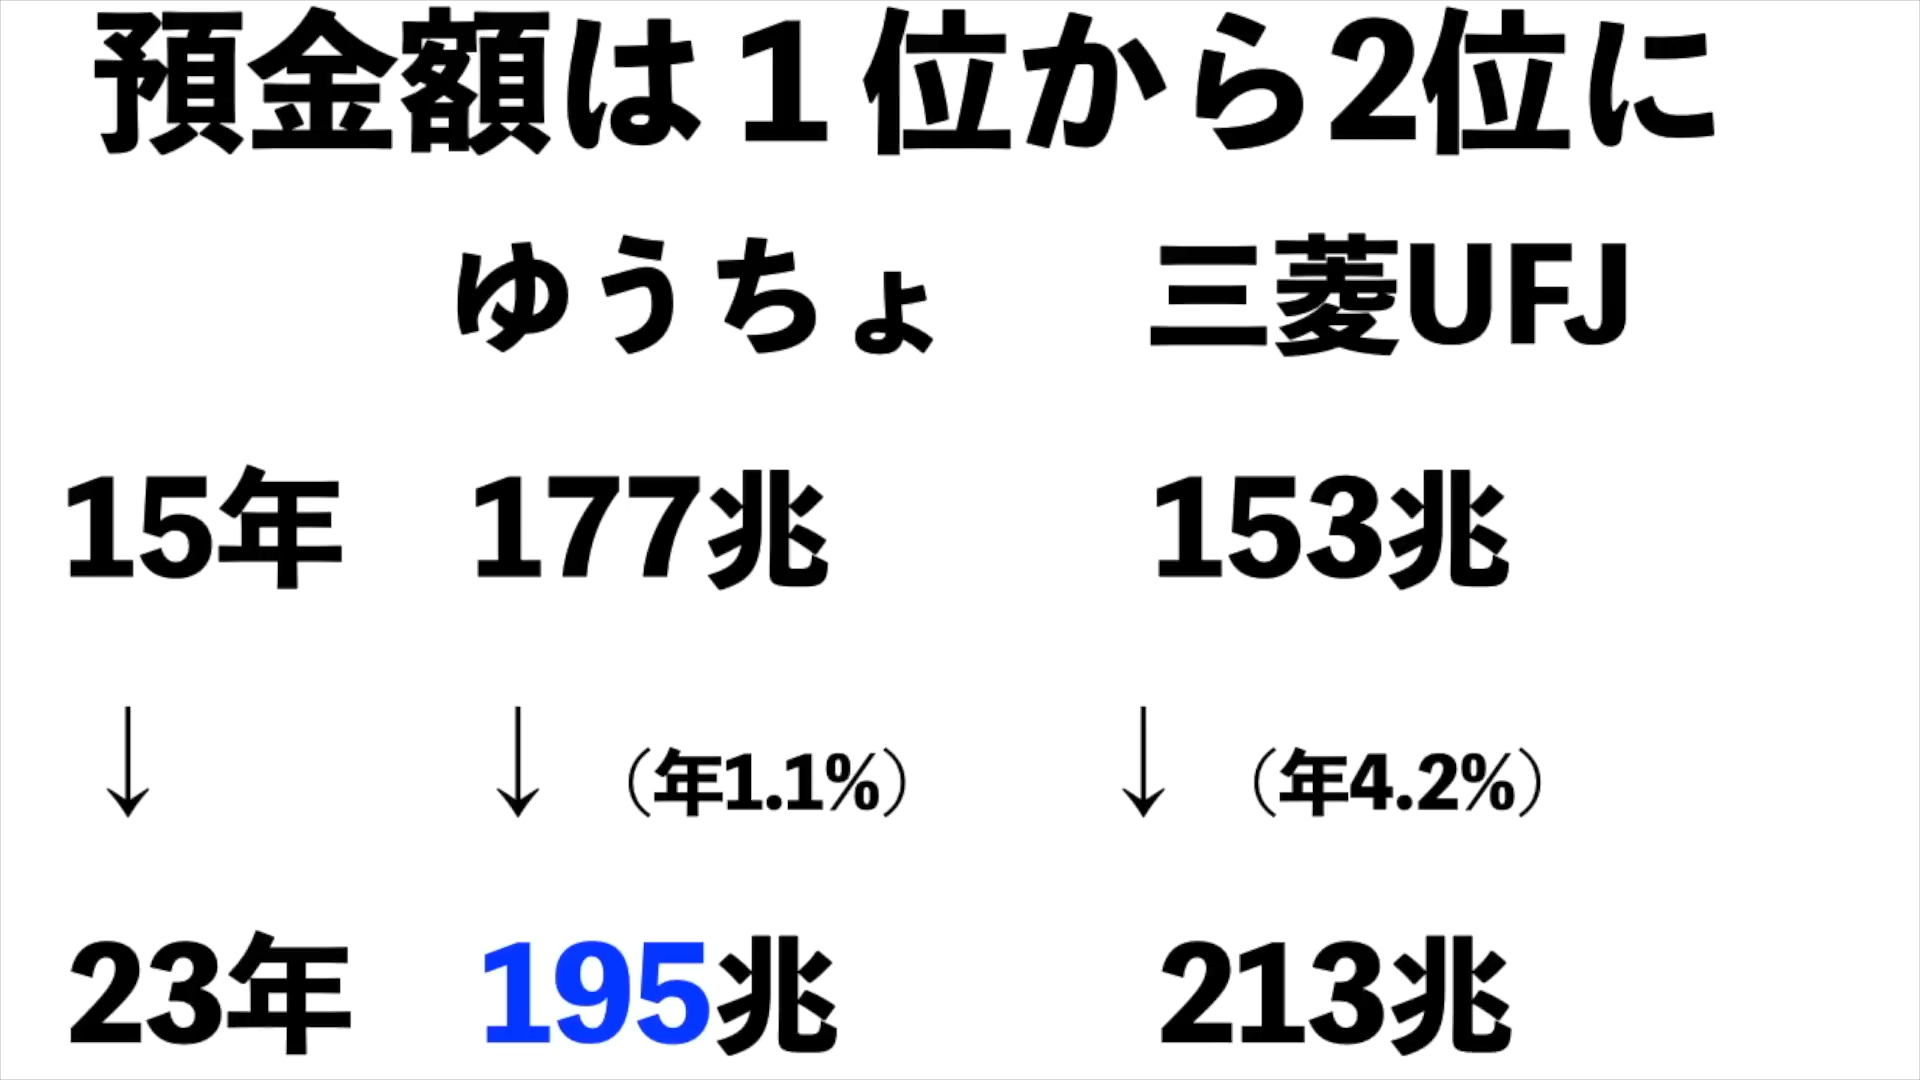 預金額は１位から2位に
ゆうちょ 三菱UFJ
15年 177兆 153兆
↓ ↓ （年1.1%） ↓ （年4.2%）
23年 195兆 213兆